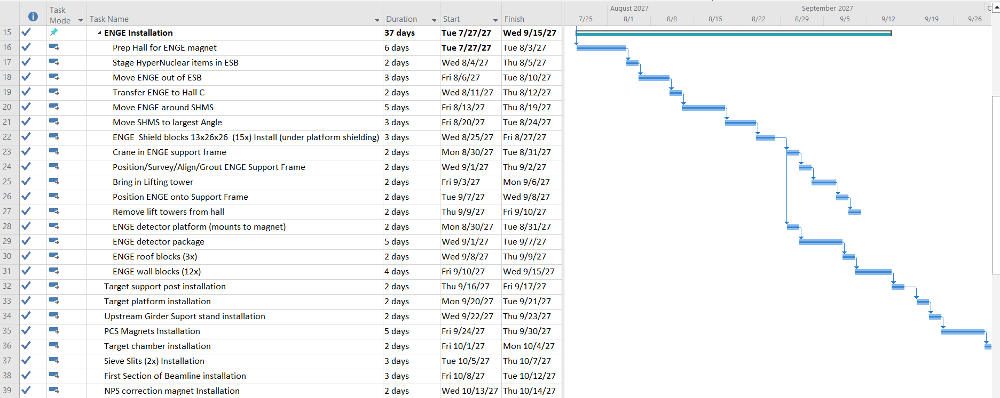 August 2027 September 2027 O
Task Mode Task Name Duration Start Finish 7/25 8/1 8/8 8/15 8/22 8/29 9/5 9/12 9/19 9/26
15 ENGE Installation 37 days Tue 7/27/27 Wed 9/15/27
16 Prep Hall for ENGE magnet 6 days Tue 7/27/27 Tue 8/3/27
17 Stage HyperNuclear items in ESB 2 days Wed 8/4/27 Thu 8/5/27
18 Move ENGE out of ESB 3 days Fri 8/6/27 Tue 8/10/27
19 Transfer ENGE to Hall C 2 days Wed 8/11/27 Thu 8/12/27
20 Move ENGE around SHMS 5 days Fri 8/13/27 Thu 8/19/27
21 Move SHMS to largest Angle 3 days Fri 8/20/27 Tue 8/24/27
22 ENGE  Shield blocks 13x26x26  (15x) Install (under platform shielding) 3 days Wed 8/25/27 Fri 8/27/27
23 Crane in ENGE support frame 2 days Mon 8/30/27 Tue 8/31/27
24 Position/Survey/Align/Grout ENGE Support Frame 2 days Wed 9/1/27 Thu 9/2/27
25 Bring in Lifting tower 2 days Fri 9/3/27 Mon 9/6/27
26 Position ENGE onto Support Frame 2 days Tue 9/7/27 Wed 9/8/27
27 Remove lift towers from hall 2 days Thu 9/9/27 Fri 9/10/27
28 ENGE detector platform (mounts to magnet) 2 days Mon 8/30/27 Tue 8/31/27
29 ENGE detector package 5 days Wed 9/1/27 Tue 9/7/27
30 ENGE roof blocks (3x) 2 days Wed 9/8/27 Thu 9/9/27
31 ENGE wall blocks (12x) 4 days Fri 9/10/27 Wed 9/15/27
32 Target support post installation 2 days Thu 9/16/27 Fri 9/17/27
33 Target platform installation 2 days Mon 9/20/27 Tue 9/21/27
34 Upstream Girder Suport stand installation 2 days Wed 9/22/27 Thu 9/23/27
35 PCS Magnets Installation 5 days Fri 9/24/27 Thu 9/30/27
36 Target chamber installation 2 days Fri 10/1/27 Mon 10/4/27
37 Sieve Slits (2x) Installation 3 days Tue 10/5/27 Thu 10/7/27
38 First Section of Beamline installation 3 days Fri 10/8/27 Tue 10/12/27
39 NPS correction magnet Installation 2 days Wed 10/13/27 Thu 10/14/27